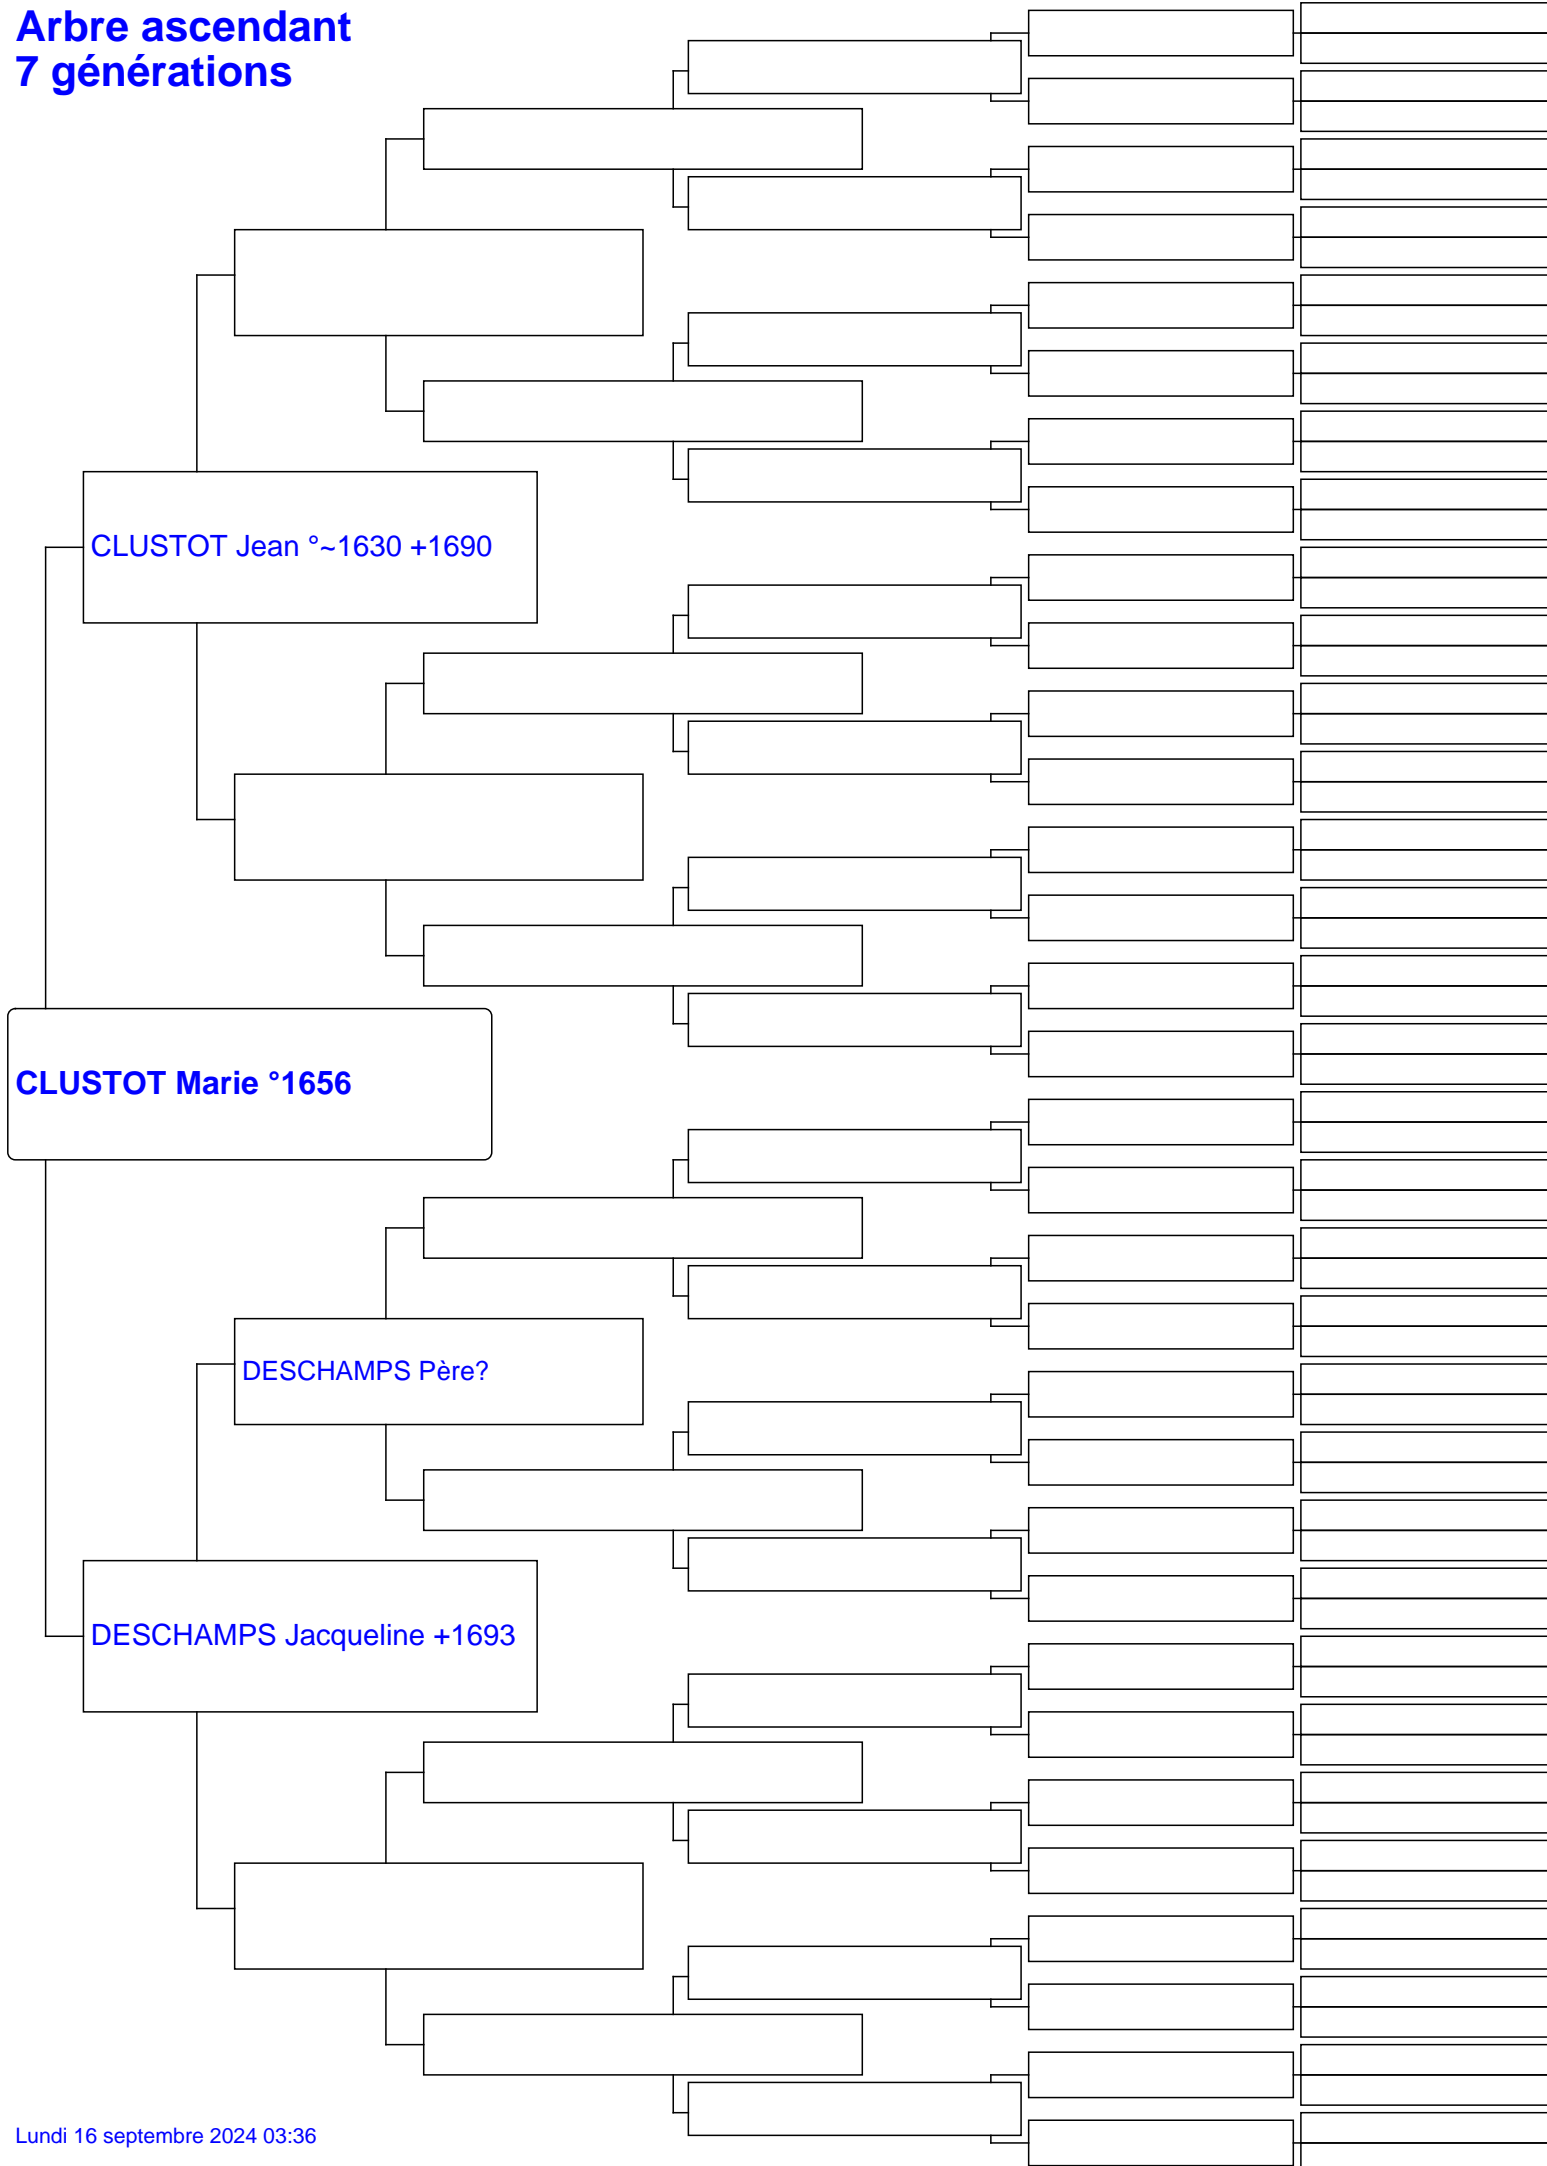 Arbre ascendant
7 générations
CLUSTOT Jean °~1630 +1690
CLUSTOT Marie °1656
DESCHAMPS Père?
DESCHAMPS Jacqueline +1693
Lundi 16 septembre 2024 03:36